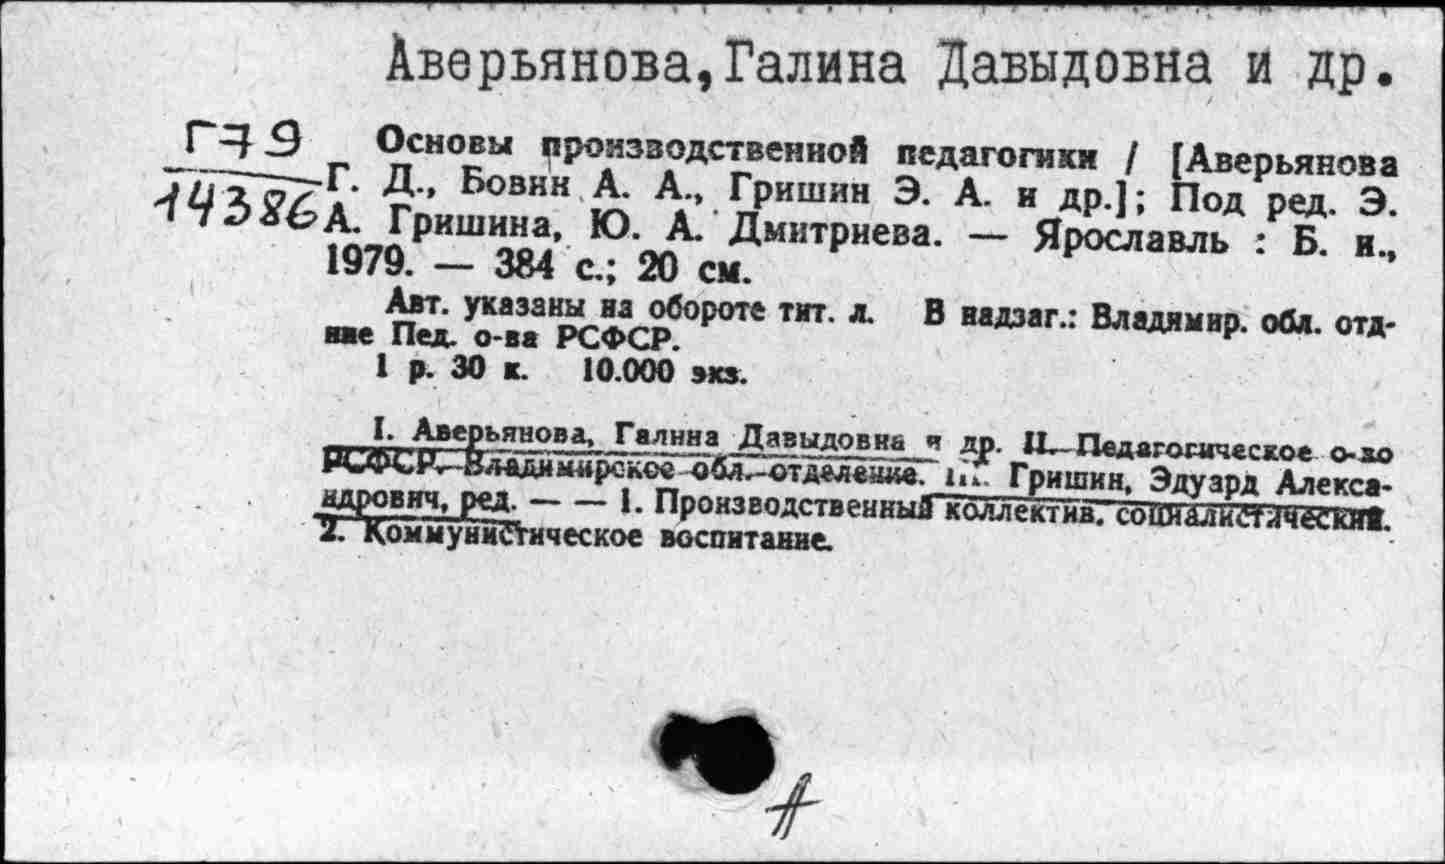 Аверьянова,Галина Давыдовна и др.
Г79
14386
Основы производственной педагогики / [Аверьянова
Г. Д., Бовин А. А., Гришин Э. А. и др.]; Под ред. Э.
А. Гришина, Ю. А. Дмитриева. — Ярославль : Б. и.,
1979. — 384 с.; 20 см.
Авт. указаны на обороте тит. л. В надзаг.: Владимир. обл. отд-
ние Пед. о-ва РСФСР.
1 р. 30 к. 10.000 экз.
I. Аверьянова, Галина Давыдовна и др. II. Педагогическое о-во
РСФСР. Владимирское обл. отделение. III. Гришин, Эдуард Алекса-
ндрович, ред. — — 1. Производственный коллектив, социалистический.
2. Коммунистическое воспитание.